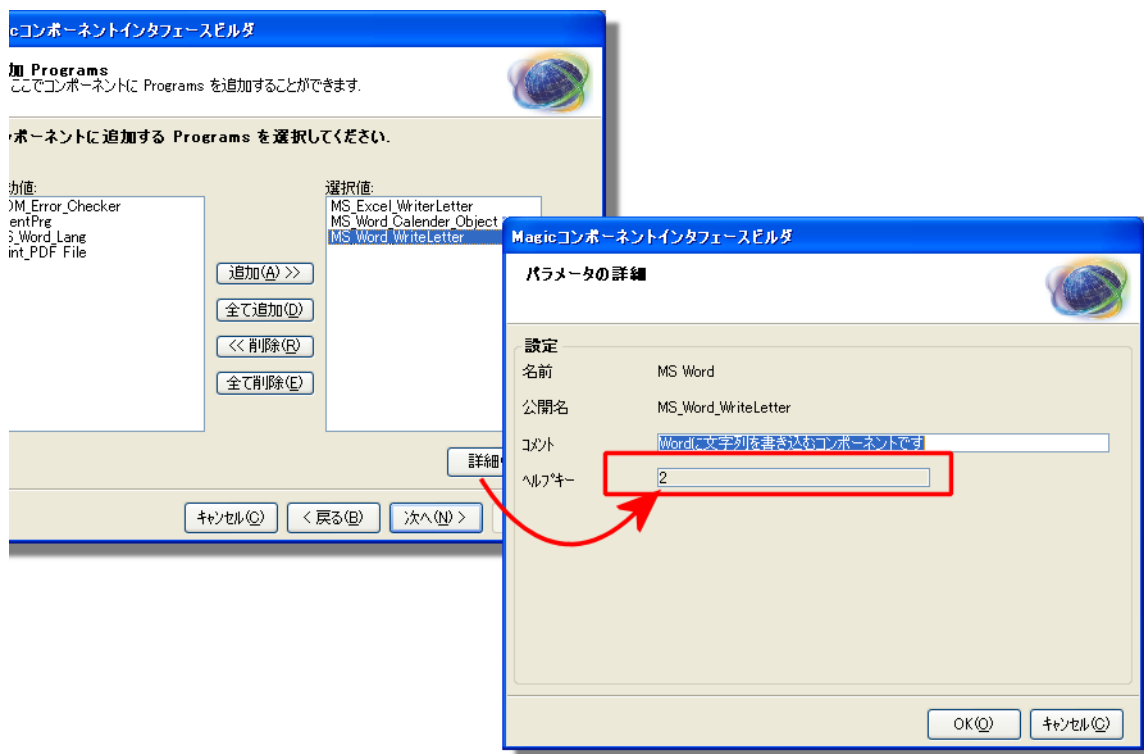 cコンポーネントインタフェースビルダ
加 Programs
ここでコンポーネントに Programs を追加することができます.
ポーネントに追加する Programs を選択してください.
効値:
OM_Error_Checker
entPrg
S_Word_Lang
int_PDF File
追加(A) >>
全て追加(D)
<< 削除(R)
全て削除(E)
選択値:
MS_Excel_WriterLetter
MS_Word_Calender_Object
MS_Word_WriteLetter
詳細
キャンセル(C)
< 戻る(B)
次へ(N) >
Magicコンポーネントインタフェースビルダ
パラメータの詳細
設定
名前 MS Word
公開名 MS_Word_WriteLetter
コメント Wordに文字列を書き込むコンポーネントです
ヘルプキー 2
OK(O)
キャンセル(C)